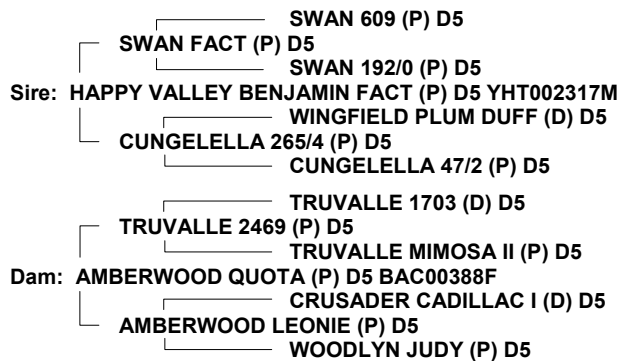 SWAN 609 (P) D5
SWAN FACT (P) D5
SWAN 192/0 (P) D5
Sire: HAPPY VALLEY BENJAMIN FACT (P) D5 YHT002317M
WINGFIELD PLUM DUFF (D) D5
CUNGELELLA 265/4 (P) D5
CUNGELELLA 47/2 (P) D5
TRUVALLE 1703 (D) D5
TRUVALLE 2469 (P) D5
TRUVALLE MIMOSA II (P) D5
Dam: AMBERWOOD QUOTA (P) D5 BAC00388F
CRUSADER CADILLAC I (D) D5
AMBERWOOD LEONIE (P) D5
WOODLYN JUDY (P) D5